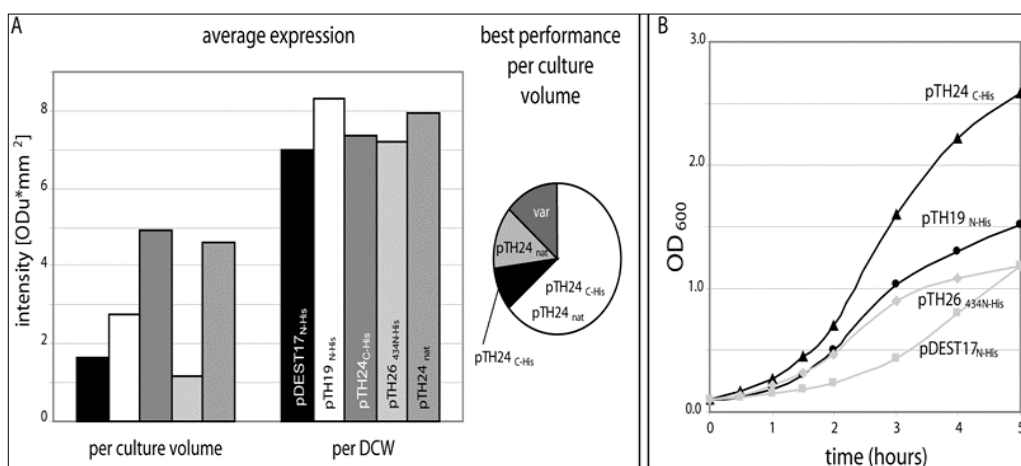 A
average expression
best performance
per culture
volume
intensity [ODu*mm 2]
8
6
4
2
0
pDEST17N-His
pTH19 N-His
pTH24C-His
pTH26 434N-His
pTH24 nat
per culture volume
per DCW
var
pTH24 nat
pTH24 C-His
pTH24 nat
pTH24 C-His
B
OD600
3.0
2.0
1.0
0.0
pTH24 C-His
pTH19 N-His
pTH26 434N-His
pDEST17N-His
0 1 2 3 4 5
time (hours)